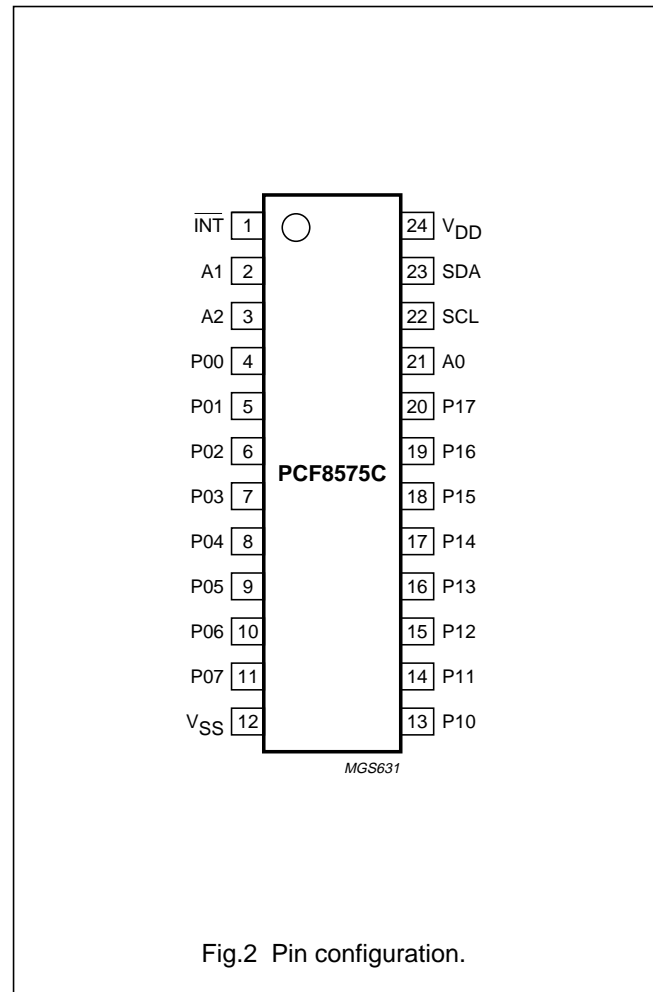 INT 1 24 VDD
A1 2 23 SDA
A2 3 22 SCL
P00 4 21 A0
P01 5 20 P17
P02 6 19 P16
PCF8575C
P03 7 18 P15
P04 8 17 P14
P05 9 16 P13
P06 10 15 P12
P07 11 14 P11
VSS 12 13 P10
MGS631
Fig.2 Pin configuration.